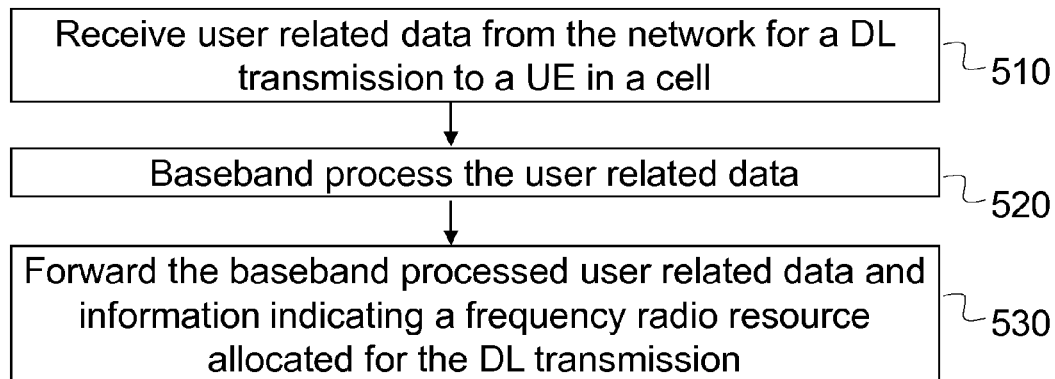 Receive user related data from the network for a DL
transmission to a UE in a cell
510
Baseband process the user related data
520
Forward the baseband processed user related data and
information indicating a frequency radio resource
allocated for the DL transmission
530